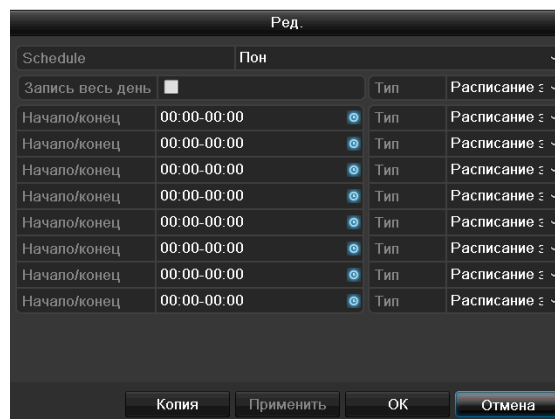 Ред.
Schedule Пон
Запись весь день Тип Расписание з
Начало/конец 00:00-00:00 Тип Расписание з
Начало/конец 00:00-00:00 Тип Расписание з
Начало/конец 00:00-00:00 Тип Расписание з
Начало/конец 00:00-00:00 Тип Расписание з
Начало/конец 00:00-00:00 Тип Расписание з
Начало/конец 00:00-00:00 Тип Расписание з
Начало/конец 00:00-00:00 Тип Расписание з
Начало/конец 00:00-00:00 Тип Расписание з
Копия Применить OK Отмена